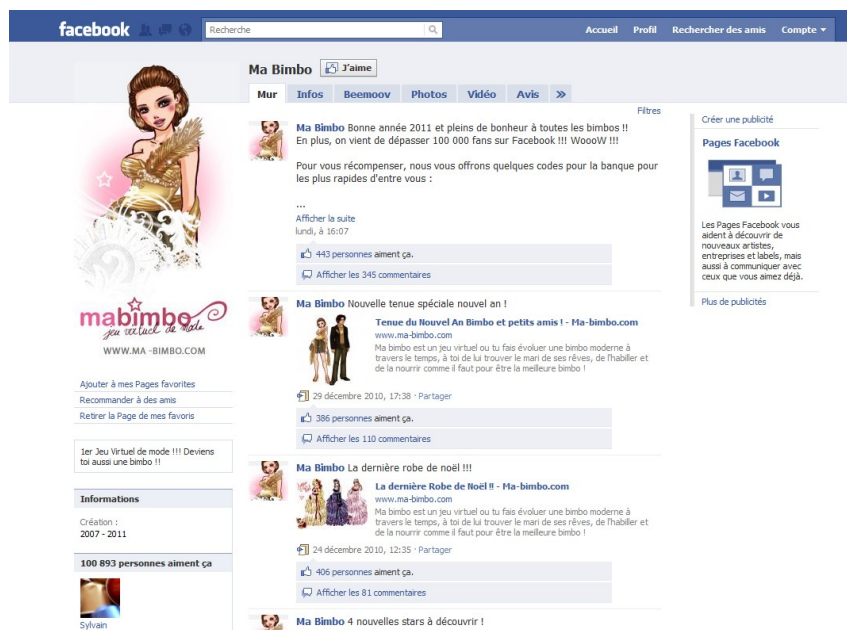 facebook
Recherche
Accueil Profil Rechercher des amis Compte
Ma Bimbo J'aime
Mur Infos Beemoov Photos Vidéo Avis »
Filtres
mabimbo
jeu virtuel de mode
WWW.MA -BIMBO.COM
Ajouter à mes Pages favorites
Recommander à des amis
Retirer la Page de mes favoris
1er Jeu Virtuel de mode !!! Deviens
toi aussi une bimbo !!
Informations
Création :
2007 - 2011
100 893 personnes aiment ça
Sylvain
Ma Bimbo Bonne année 2011 et pleins de bonheur à toutes les bimbos !!
En plus, on vient de dépasser 100 000 fans sur Facebook !!! WoooW !!!
Pour vous récompenser, nous vous offrons quelques codes pour la banque pour
les plus rapides d'entre vous :
...
Afficher la suite
lundi, à 16:07
443 personnes aiment ça.
Afficher les 345 commentaires
Ma Bimbo Nouvelle tenue spéciale nouvel an !
Tenue du Nouvel An Bimbo et petits amis ! - Ma-bimbo.com
www.ma-bimbo.com
Ma bimbo est un jeu virtuel ou tu fais évoluer une bimbo moderne à
travers le temps, à toi de lui trouver le mari de ses rêves, de l'habiller et
de la nourrir comme il faut pour être la meilleure bimbo !
29 décembre 2010, 17:38 · Partager
386 personnes aiment ça.
Afficher les 110 commentaires
Ma Bimbo La dernière robe de noël !!!
La dernière Robe de Noël !! - Ma-bimbo.com
www.ma-bimbo.com
Ma bimbo est un jeu virtuel ou tu fais évoluer une bimbo moderne à
travers le temps, à toi de lui trouver le mari de ses rêves, de l'habiller et
de la nourrir comme il faut pour être la meilleure bimbo !
24 décembre 2010, 12:35 · Partager
406 personnes aiment ça.
Afficher les 81 commentaires
Ma Bimbo 4 nouvelles stars à découvrir !
Créer une publicité
Pages Facebook
Les Pages Facebook vous
aident à découvrir de
nouveaux artistes,
entreprises et labels, mais
aussi à communiquer avec
ceux que vous aimez déjà.
Plus de publicités